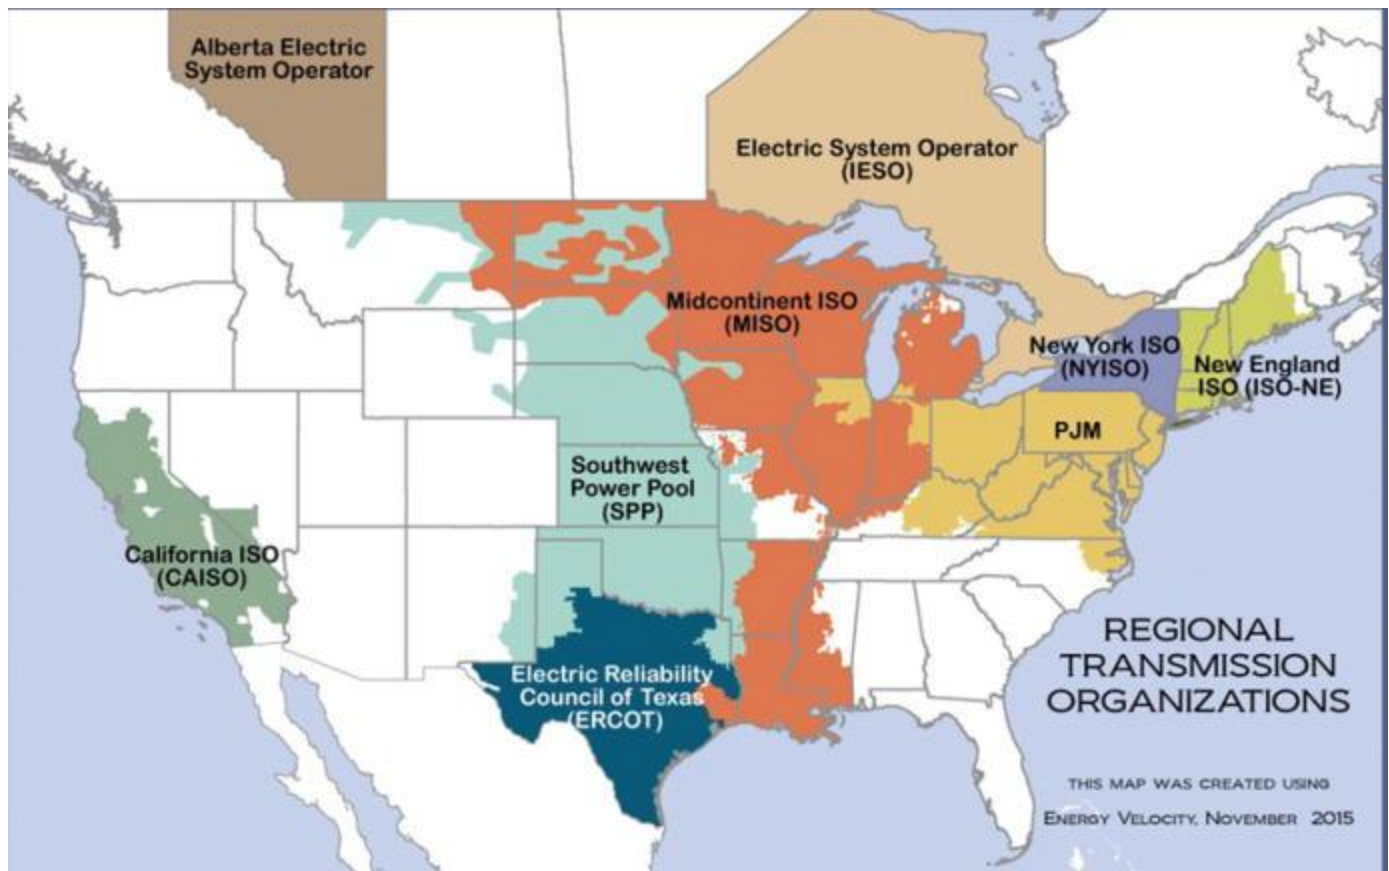 Alberta Electric
System Operator
Electric System Operator
(IESO)
Midcontinent ISO
(MISO)
New York ISO
(NYISO)
New England
ISO (ISO-NE)
PJM
Southwest
Power Pool
(SPP)
California ISO
(CAISO)
Electric Reliability
Council of Texas
(ERCOT)
REGIONAL
TRANSMISSION
ORGANIZATIONS
THIS MAP WAS CREATED USING
ENERGY VELOCITY, NOVEMBER 2015